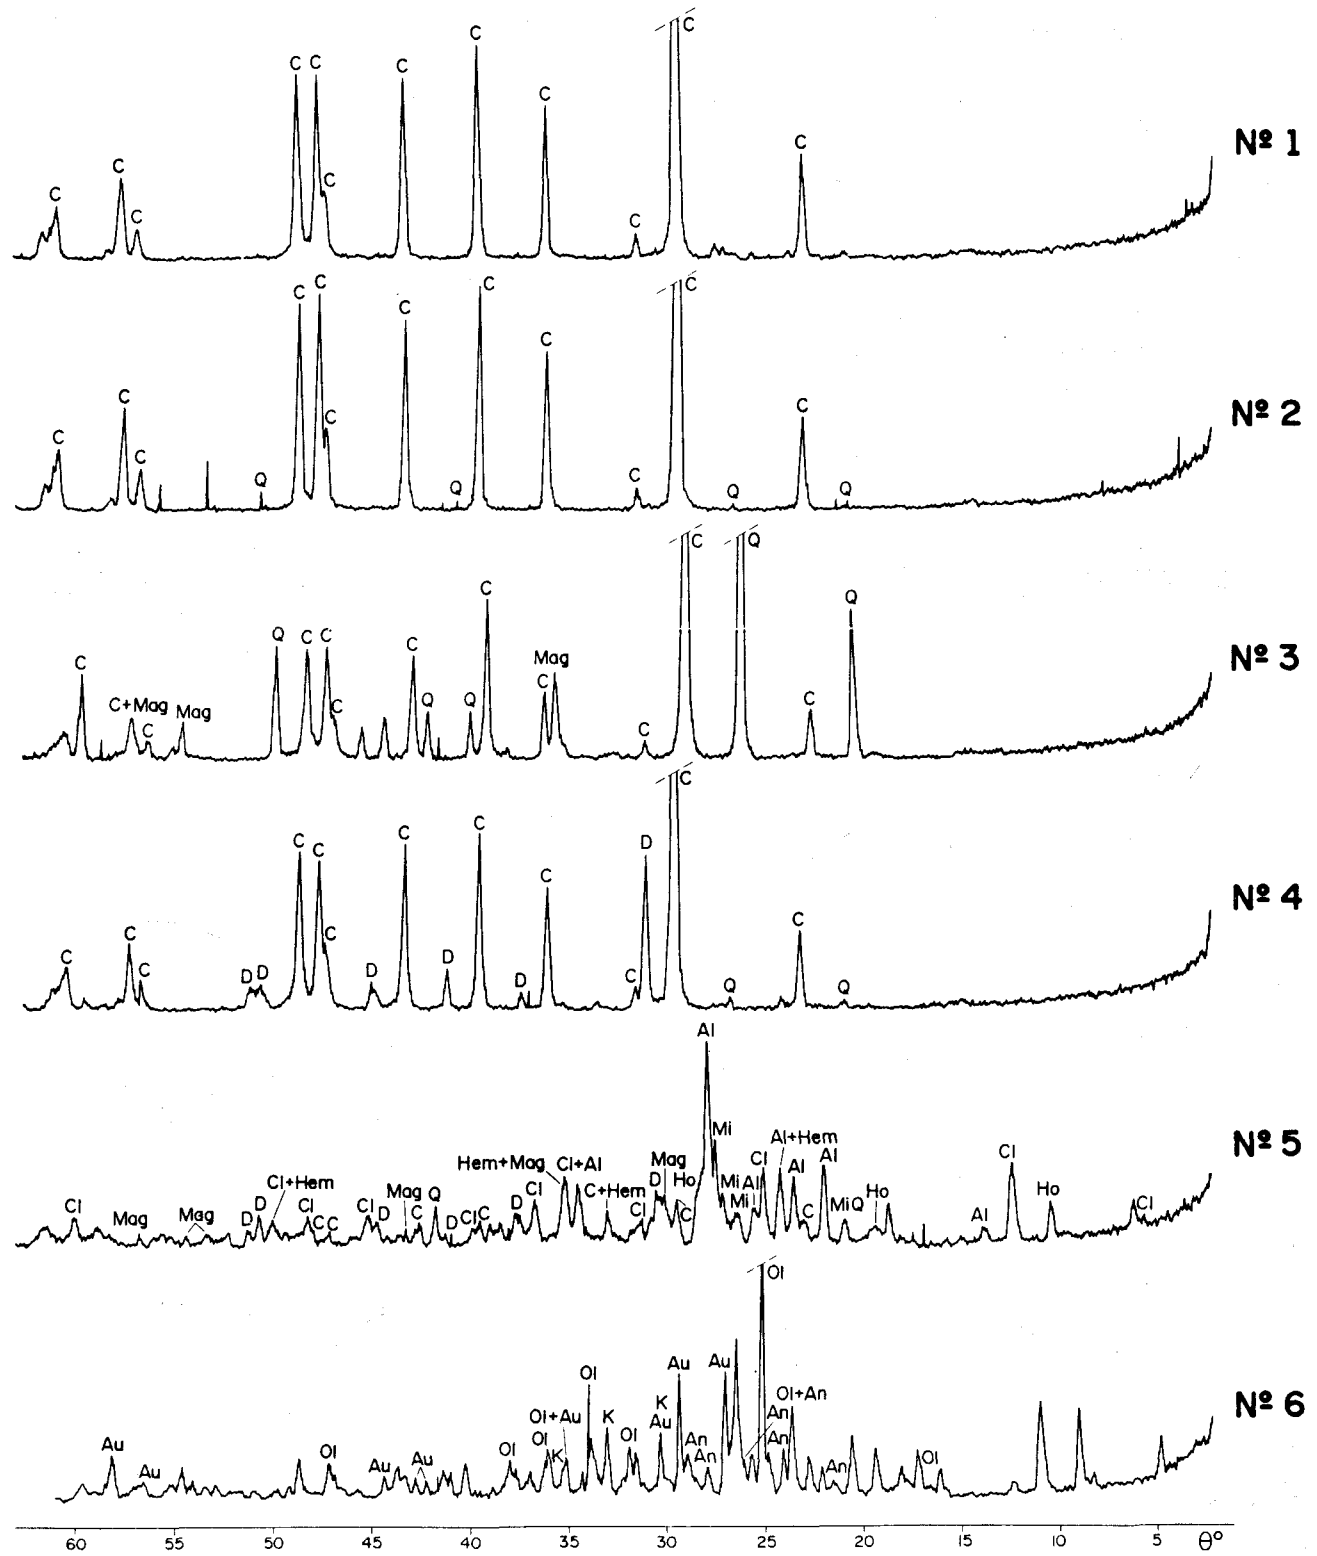 C C C C C C C C C C C C
Nº 1
C C C Q C C C C Q C C C C Q C Q
Nº 2
C C+Mag C Mag Q C C C C Q Q C C Mag C C Q C Q
Nº 3
C C C D D C C C D C D C D C C D C Q C Q
Nº 4
Cl Mag Mag D D Cl+Hem Cl C C Cl D Mag C Q D Cl C D Cl Hem+Mag Cl+Al C+Hem Cl D Mag Ho C Al Mi Mi Mi Al Cl Al+Hem Al C Al Mi Q Ho Al Cl Ho Cl
Nº 5
Au Au Ol Au Au Ol Ol Ol+Au K Ol K Ol K Au Au An An Au Ol An An Ol+An An Ol
Nº 6
60 55 50 45 40 35 30 25 20 15 10 5 θº